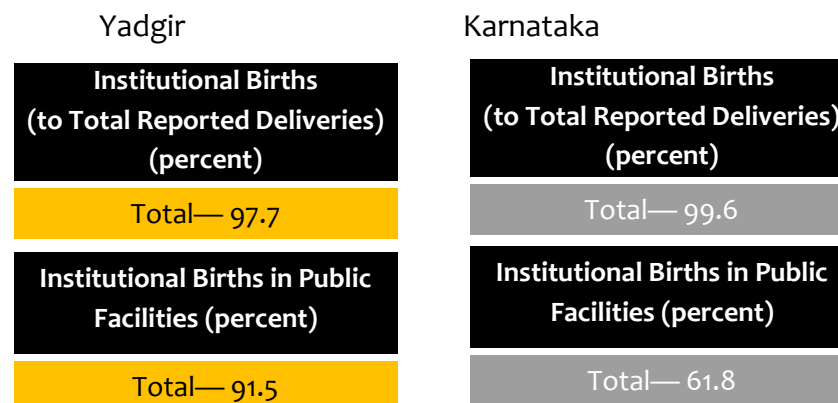 Yadgir
Institutional Births
(to Total Reported Deliveries)
(percent)
Total— 97.7
Institutional Births in Public
Facilities (percent)
Total— 91.5
Karnataka
Institutional Births
(to Total Reported Deliveries)
(percent)
Total— 99.6
Institutional Births in Public
Facilities (percent)
Total— 61.8